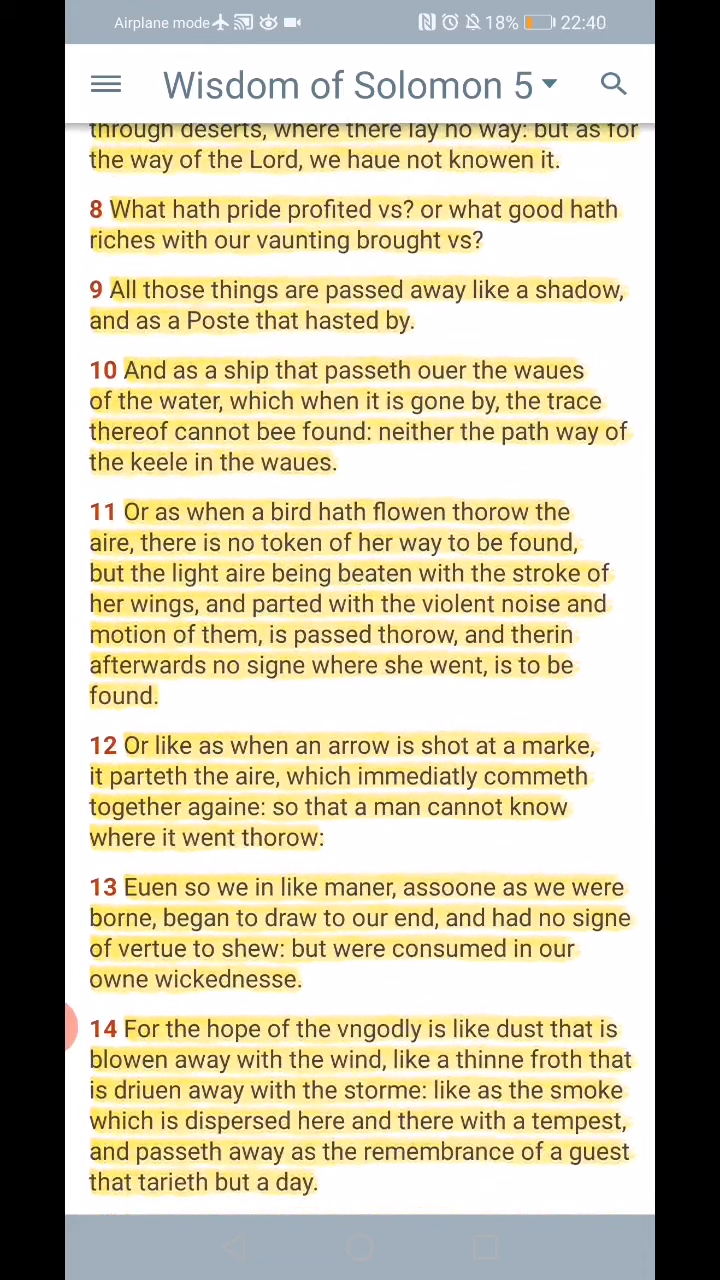 Airplane mode 18% 22:40
Wisdom of Solomon 5
through deserts, where there lay no way: but as for
the way of the Lord, we haue not knowen it.
8 What hath pride profited vs? or what good hath
riches with our vaunting brought vs?
9 All those things are passed away like a shadow,
and as a Poste that hasted by.
10 And as a ship that passeth ouer the waues
of the water, which when it is gone by, the trace
thereof cannot bee found: neither the path way of
the keele in the waues.
11 Or as when a bird hath flowen thorow the
aire, there is no token of her way to be found,
but the light aire being beaten with the stroke of
her wings, and parted with the violent noise and
motion of them, is passed thorow, and therin
afterwards no signe where she went, is to be
found.
12 Or like as when an arrow is shot at a marke,
it parteth the aire, which immediatly commeth
together againe: so that a man cannot know
where it went thorow:
13 Euen so we in like maner, assoone as we were
borne, began to draw to our end, and had no signe
of vertue to shew: but were consumed in our
owne wickednesse.
14 For the hope of the vngodly is like dust that is
blowen away with the wind, like a thinne froth that
is driuen away with the storme: like as the smoke
which is dispersed here and there with a tempest,
and passeth away as the remembrance of a guest
that tarieth but a day.